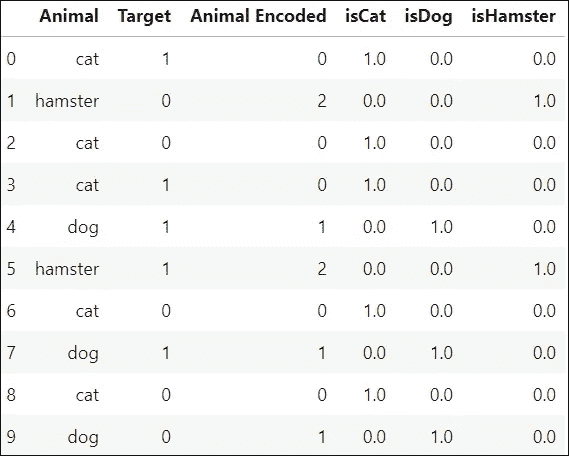 Animal Target Animal Encoded isCat isDog isHamster
0 cat 1 0 1.0 0.0 0.0
1 hamster 0 2 0.0 0.0 1.0
2 cat 0 0 1.0 0.0 0.0
3 cat 1 0 1.0 0.0 0.0
4 dog 1 1 0.0 1.0 0.0
5 hamster 1 2 0.0 0.0 1.0
6 cat 0 0 1.0 0.0 0.0
7 dog 1 1 0.0 1.0 0.0
8 cat 0 0 1.0 0.0 0.0
9 dog 0 1 0.0 1.0 0.0